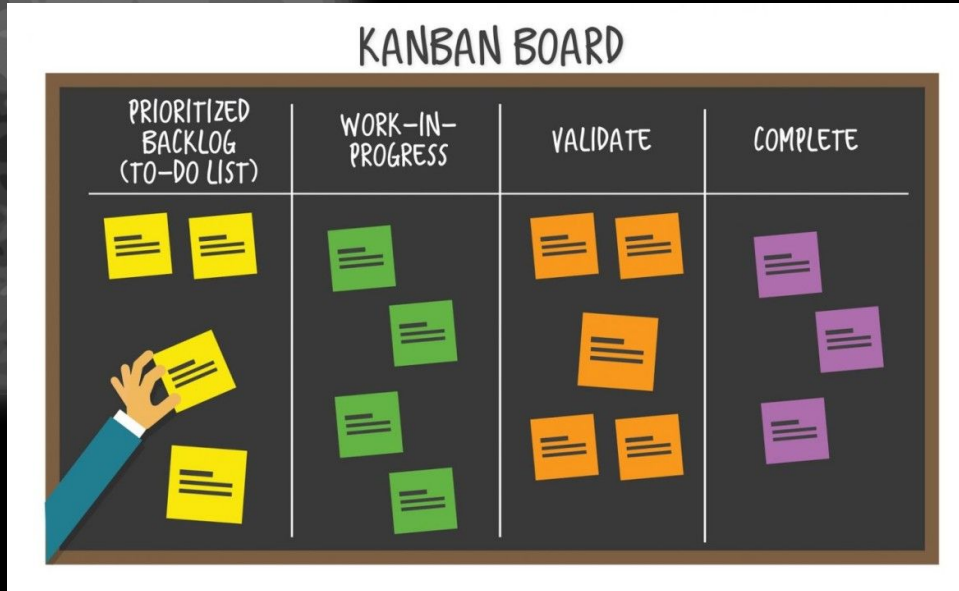 KANBAN BOARD
PRIORITIZED
BACKLOG
(TO-DO LIST)
WORK-IN-
PROGRESS
VALIDATE
COMPLETE